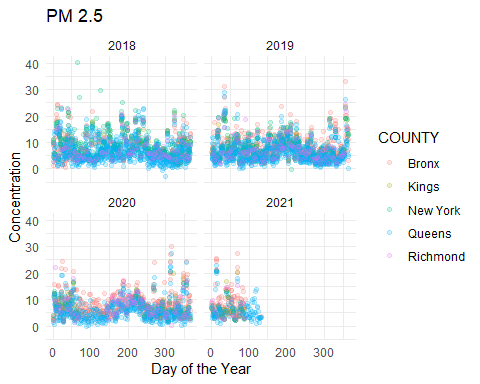 PM 2.5
2018 2019
40
30
20
10
0
2020 2021
40
30
20
10
0
0 100 200 300 0 100 200 300
Concentration
Day of the Year
COUNTY
Bronx
Kings
New York
Queens
Richmond